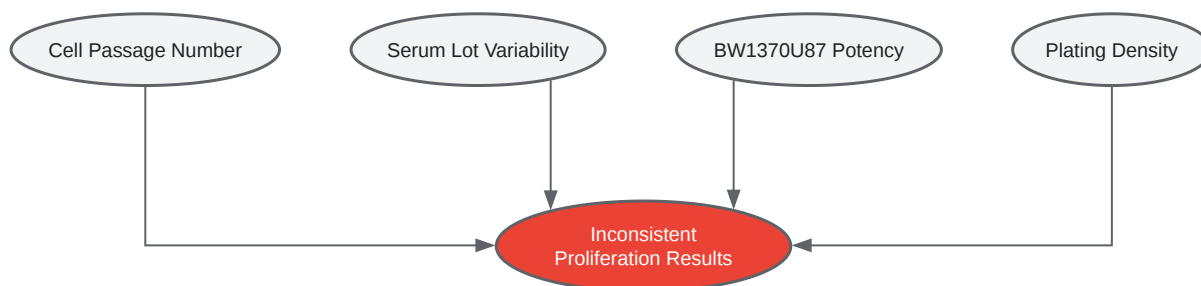 Cell Passage Number
Serum Lot Variability
BW1370U87 Potency
Plating Density
Inconsistent
Proliferation Results